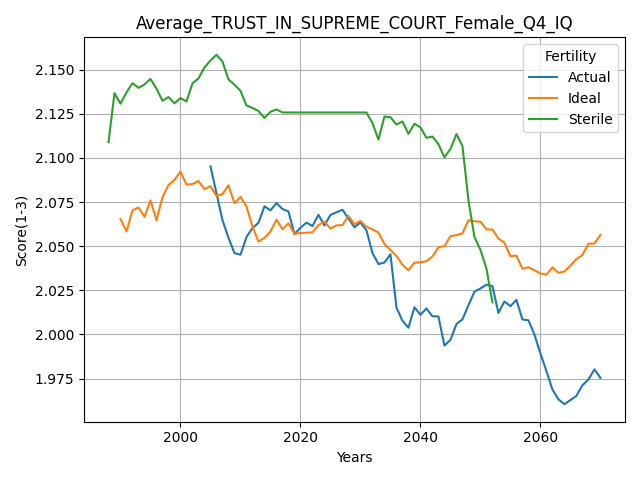 Average_TRUST_IN_SUPREME_COURT_Female_Q4_IQ
Fertility
Actual
Ideal
Sterile
Score(1-3)
2.150
2.125
2.100
2.075
2.050
2.025
2.000
1.975
2000 2020 2040 2060
Years